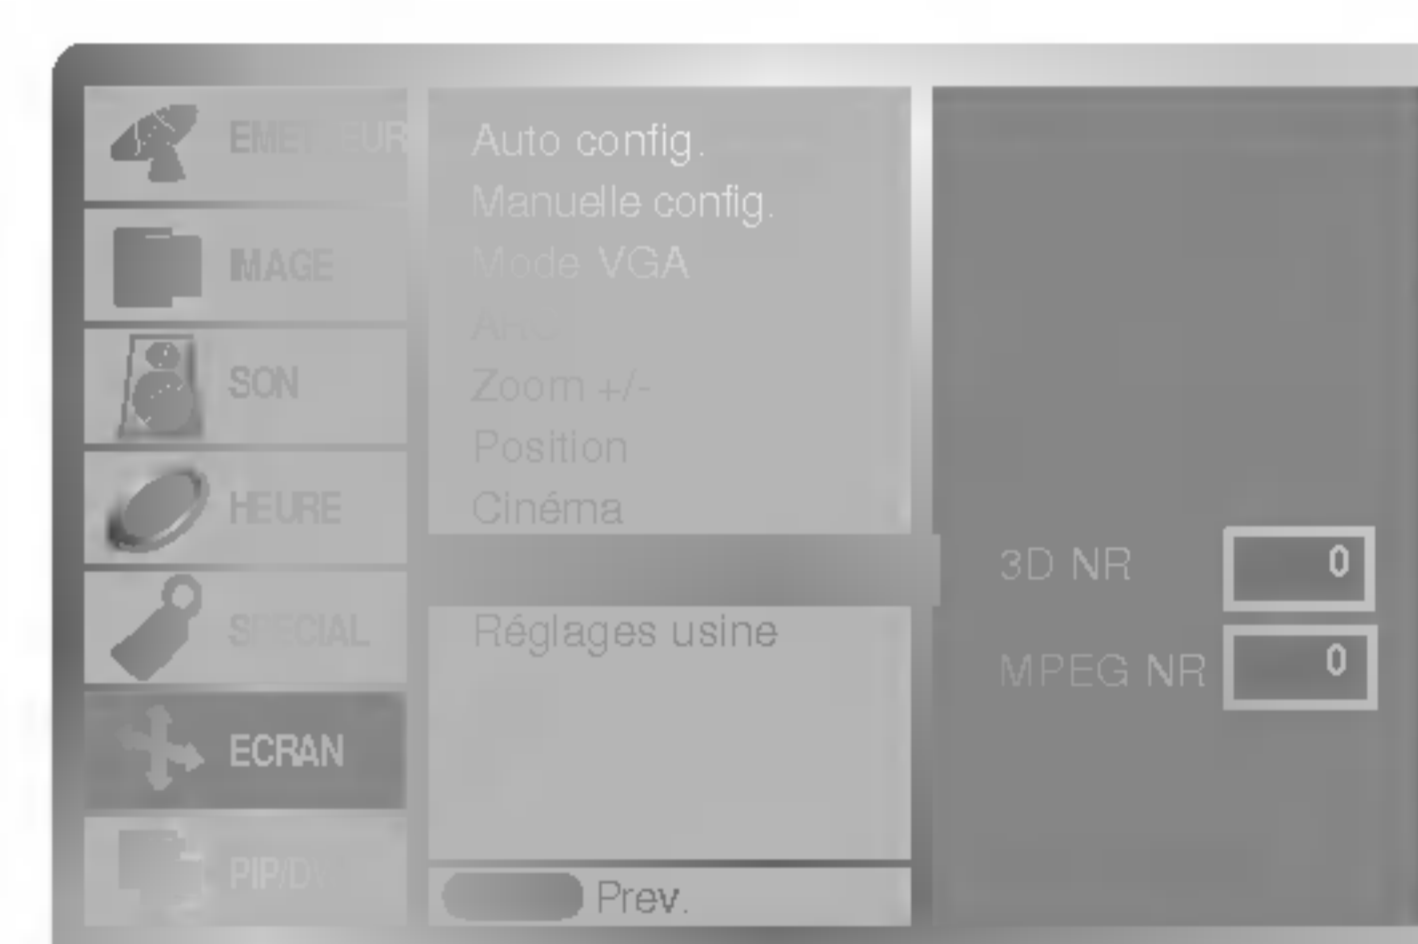 EMETTEUR
IMAGE
SON
HEURE
SPECIAL
ECRAN
Auto config.
Manuelle config.
Mode VGA
ARC
Zoom +/-
Position
Cinéma
Réglages usine
Prev.
3D NR 0
MPEG NR 0